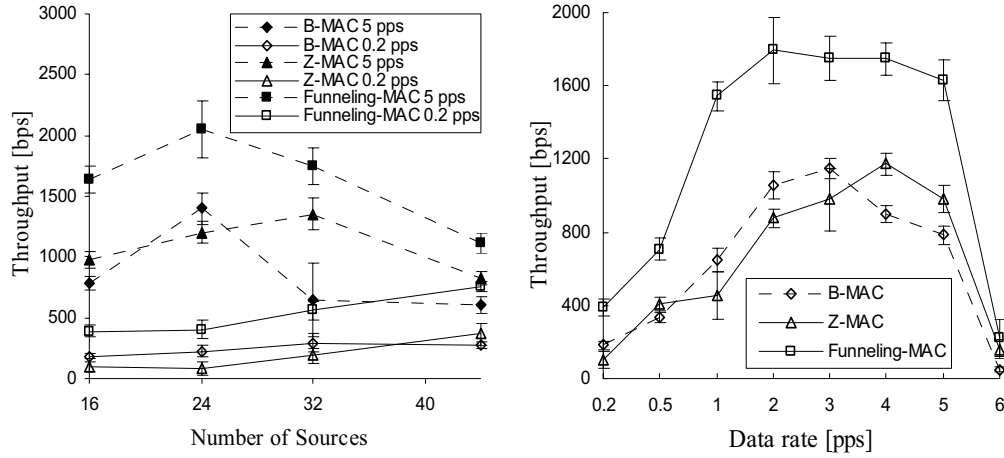 B-MAC 5 pps
B-MAC 0.2 pps
Z-MAC 5 pps
Z-MAC 0.2 pps
Funneling-MAC 5 pps
Funneling-MAC 0.2 pps
Throughput [bps]
3000
2500
2000
1500
1000
500
0
16
24
32
40
Number of Sources
Throughput [bps]
2000
1600
1200
800
400
0
B-MAC
Z-MAC
Funneling-MAC
0.2
0.5
1
2
3
4
5
6
Data rate [pps]